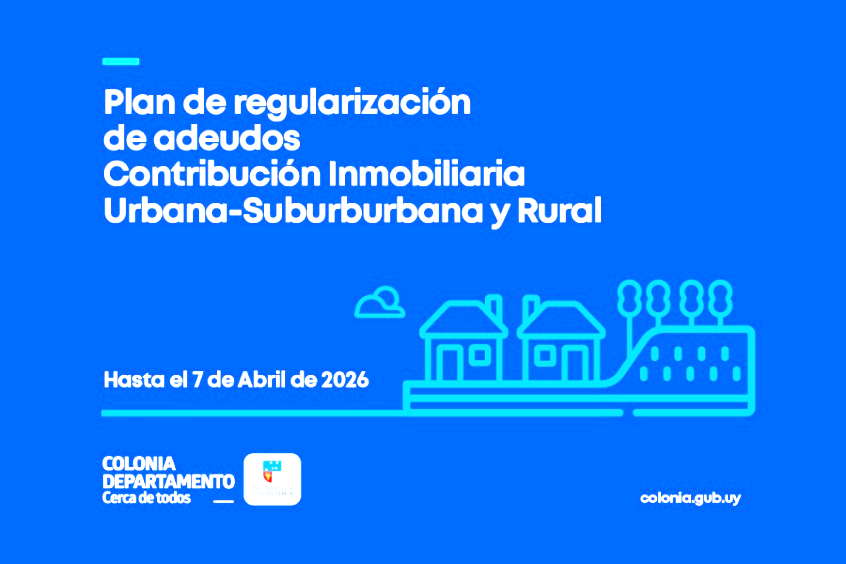 Plan de regularización
de adeudos
Contribución Inmobiliaria
Urbana-Suburburbana y Rural
Hasta el 7 de Abril de 2026
COLONIA
DEPARTAMENTO
Cerca de todos
colonia.gub.uy